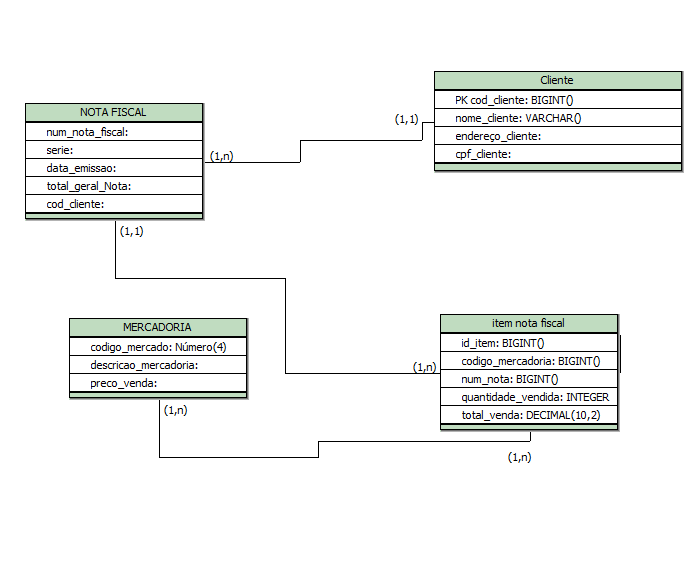 Cliente
PK cod_cliente: BIGINT()
nome_cliente: VARCHAR()
endereço_cliente:
cpf_cliente:
(1,1)
NOTA FISCAL
num_nota_fiscal:
serie:
data_emissao:
total_geral_Nota:
cod_cliente:
(1,n)
(1,1)
MERCADORIA
codigo_mercado: Número(4)
descricao_mercadoria:
preco_venda:
(1,n)
item nota fiscal
id_item: BIGINT()
codigo_mercadoria: BIGINT()
num_nota: BIGINT()
quantidade_vendida: INTEGER
total_venda: DECIMAL(10,2)
(1,n)
(1,n)